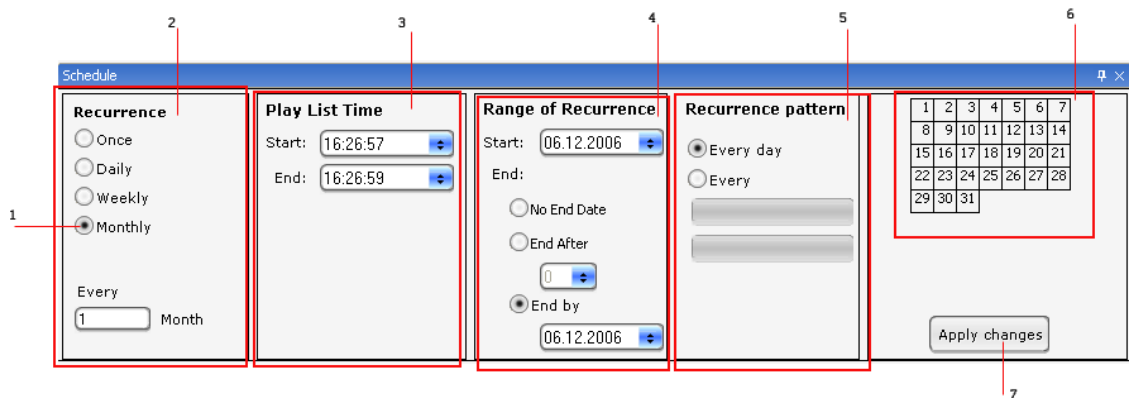 2
3
4
5
6
Schedule
Recurrence
Once
Daily
Weekly
1
Monthly
Every
1 Month
Play List Time
Start: 16:26:57
End: 16:26:59
Range of Recurrence
Start: 06.12.2006
End:
No End Date
End After
0
End by
06.12.2006
Recurrence pattern
Every day
Every
1 2 3 4 5 6 7
8 9 10 11 12 13 14
15 16 17 18 19 20 21
22 23 24 25 26 27 28
29 30 31
Apply changes
7